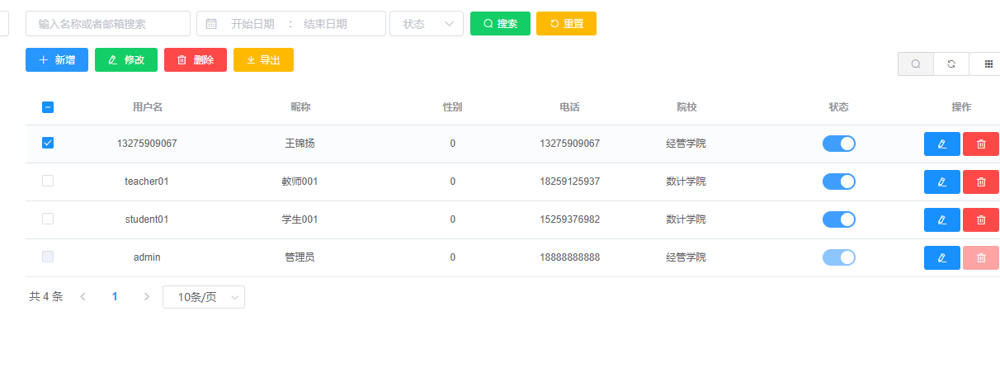 输入名称或者邮箱搜索 开始日期 : 结束日期 状态 搜索 重置
新增 修改 删除 导出
用户名 昵称 性别 电话 院校 状态 操作
13275909067 王锦扬 0 13275909067 经管学院
teacher01 教师001 0 18259125937 数计学院
student01 学生001 0 15259376982 数计学院
admin 管理员 0 18888888888 经管学院
共 4 条 1 10条/页